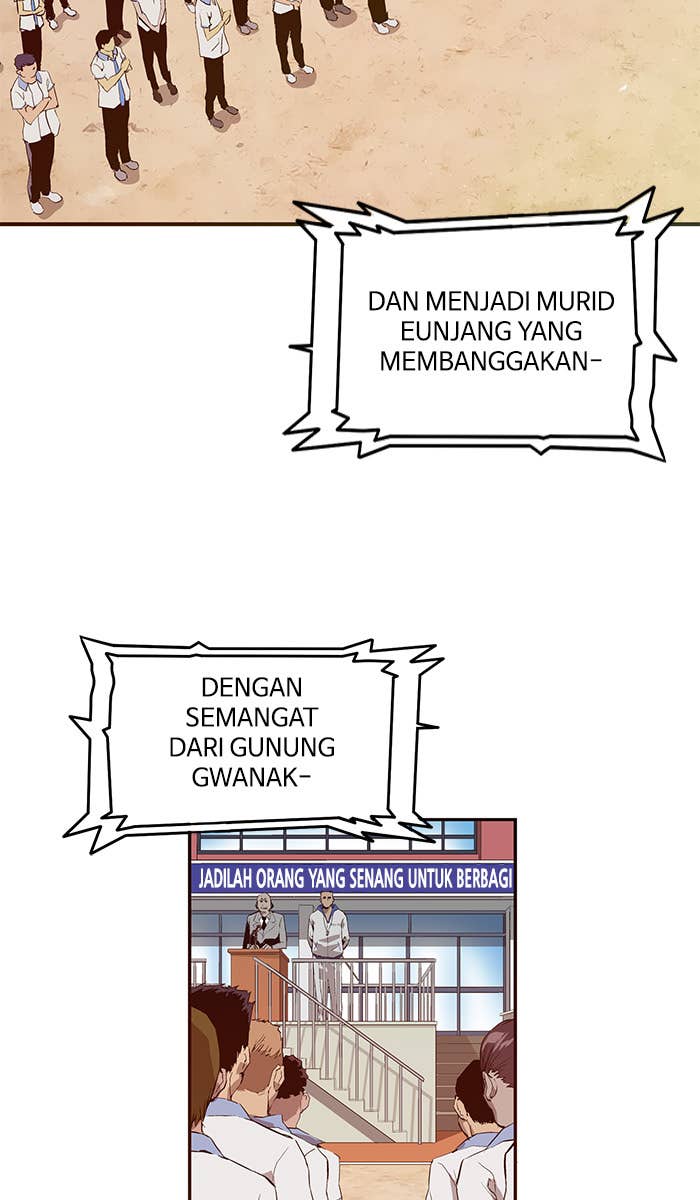 DAN MENJADI MURID
EUNJANG YANG
MEMBANGGAKAN-
DENGAN
SEMANGAT
DARI GUNUNG
GWANAK-
JADILAH ORANG YANG SENANG UNTUK BERBAGI